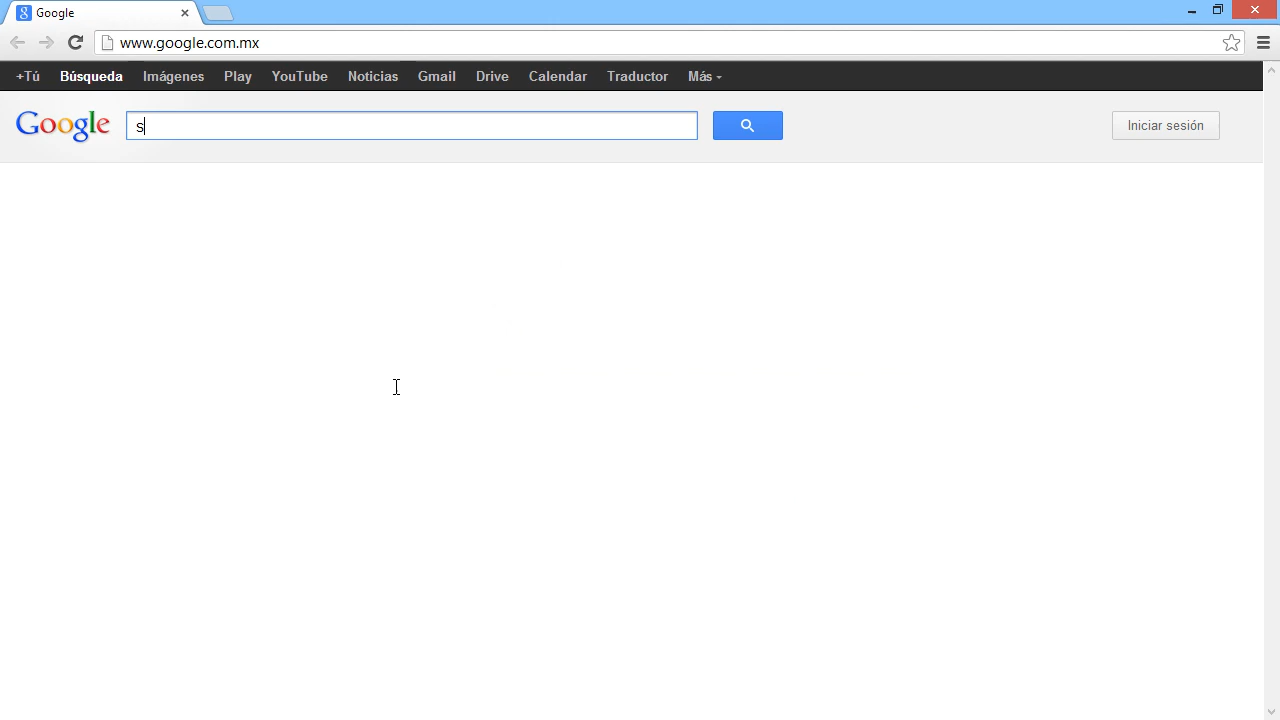 Google
www.google.com.mx
+Tú Búsqueda Imágenes Play YouTube Noticias Gmail Drive Calendar Traductor Más
Google s Iniciar sesión